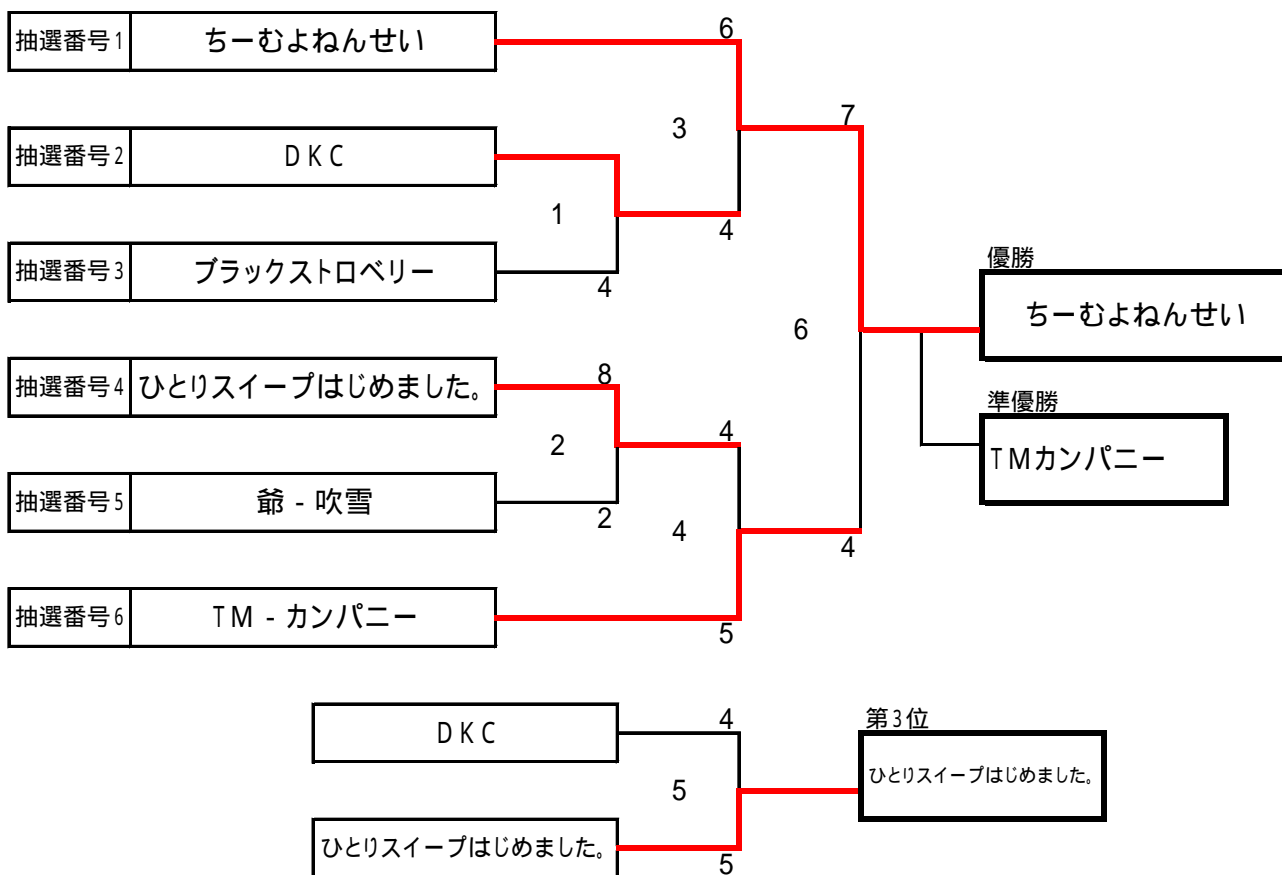 抽選番号1 ちーむよねんせい
6
7
3
抽選番号2 DKC
1
4
抽選番号3 ブラックストロベリー
4
優勝
ちーむよねんせい
6
抽選番号4 ひとりスイープはじめました。
8
4
準優勝
TMカンパニー
2
抽選番号5 爺-吹雪
2
4
4
抽選番号6 TM-カンパニー
5
DKC
4
第3位
ひとりスイープはじめました。
5
ひとりスイープはじめました。
5